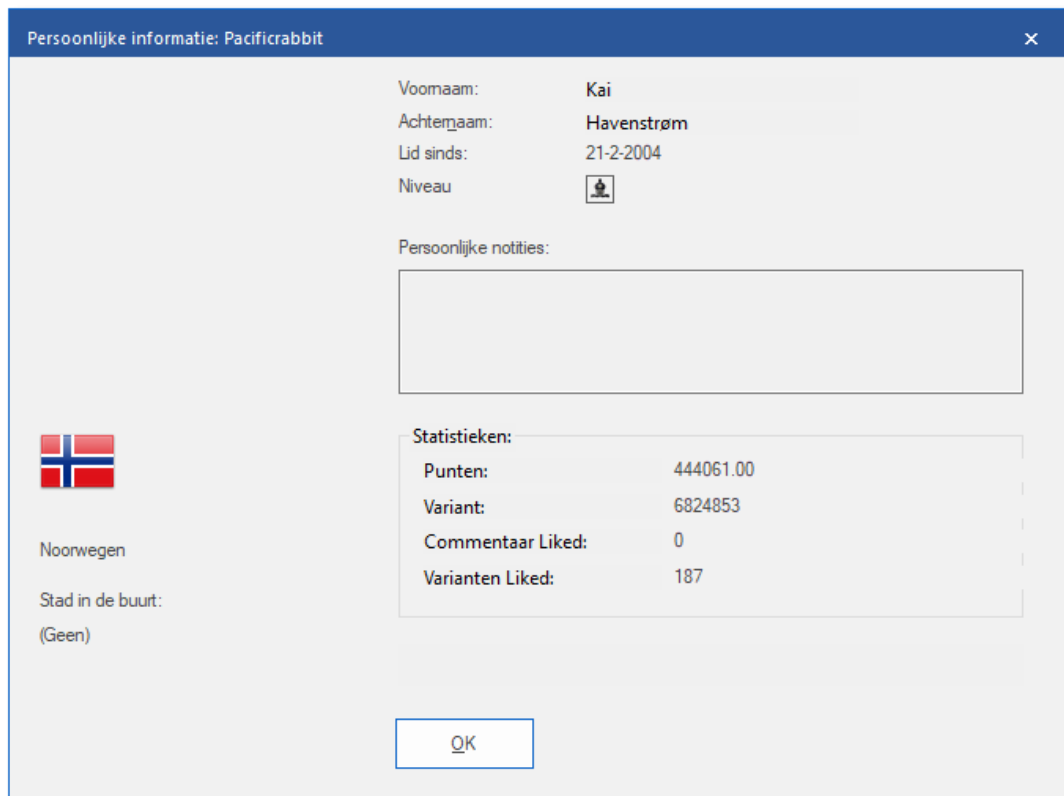 Persoonlijke informatie: Pacificrabbit
Voornaam: Kai
Achternaam: Havenstrøm
Lid sinds: 21-2-2004
Niveau
Persoonlijke notities:
Statistieken:
Punten: 444061.00
Variant: 6824853
Commentaar Liked: 0
Varianten Liked: 187
Noorwegen
Stad in de buurt:
(Geen)
OK